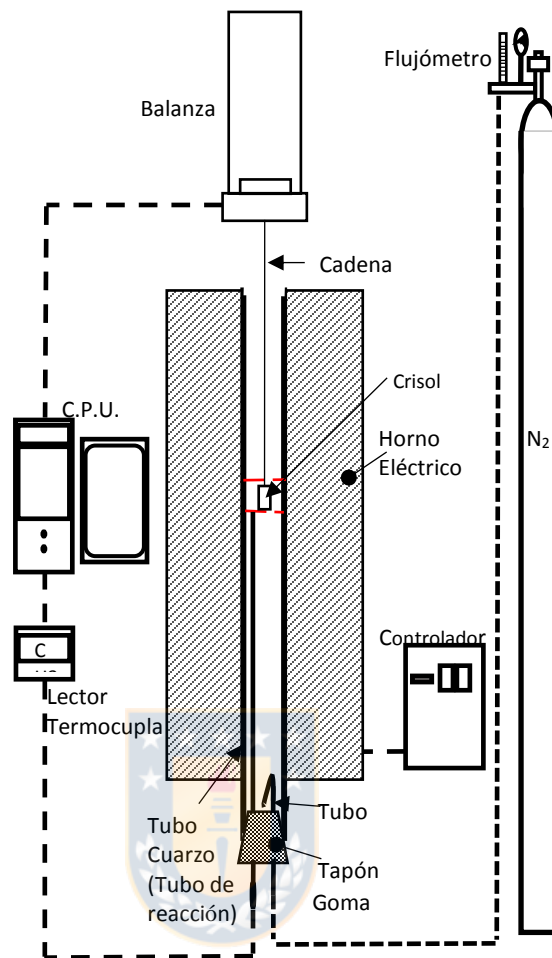 Flujómetro
Balanza
Cadena
Crisol
C.P.U.
Horno
Eléctrico
N₂
Controlador
C
Lector
Termocupla
Tubo
Tubo
Cuarzo
(Tubo de
reacción)
Tapón
Goma